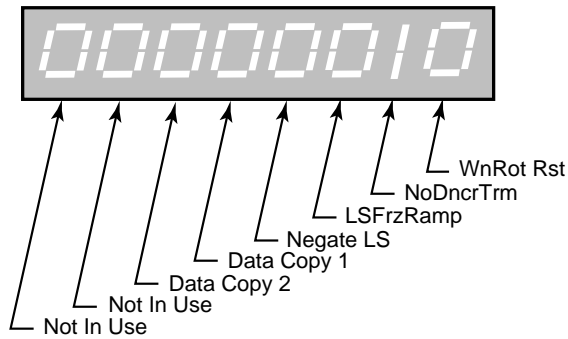 00000010
WnRot Rst
NoDncrTrm
LSFrzRamp
Negate LS
Data Copy 1
Data Copy 2
Not In Use
Not In Use